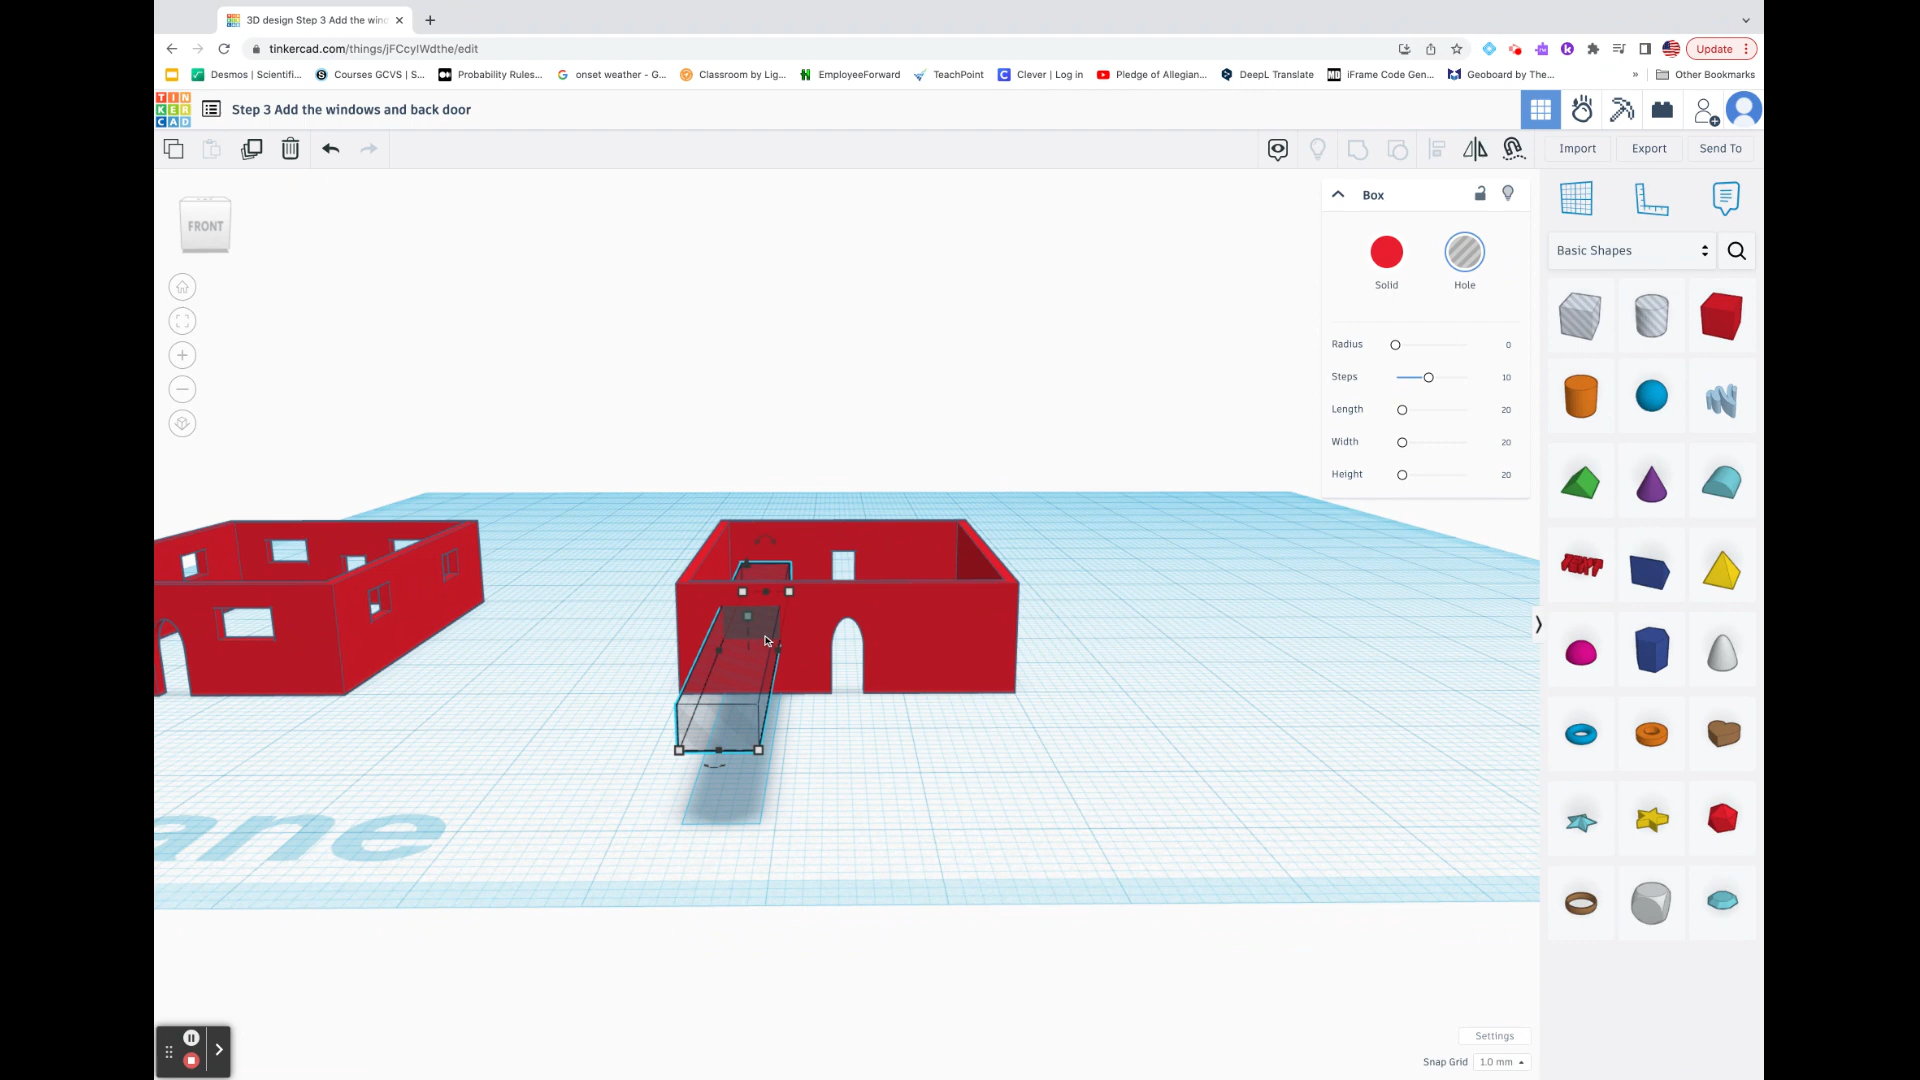 3D design Step 3 Add the wind
tinkercad.com/things/jFCcyIWdthe/edit
Update
Desmos | Scientifi...
Courses GCVS | S...
Probability Rules...
onset weather - G...
Classroom by Lig...
EmployeeForward
TeachPoint
Clever | Log in
Pledge of Allegian...
DeepL Translate
iFrame Code Gen...
Geoboard by The...
»
Other Bookmarks
TIN
KER
CAD
Step 3 Add the windows and back door
Import
Export
Send To
FRONT
Box
Solid
Hole
Radius 0
Steps 10
Length 20
Width 20
Height 20
Basic Shapes
TEXT
ane
Settings
Snap Grid 1.0 mm